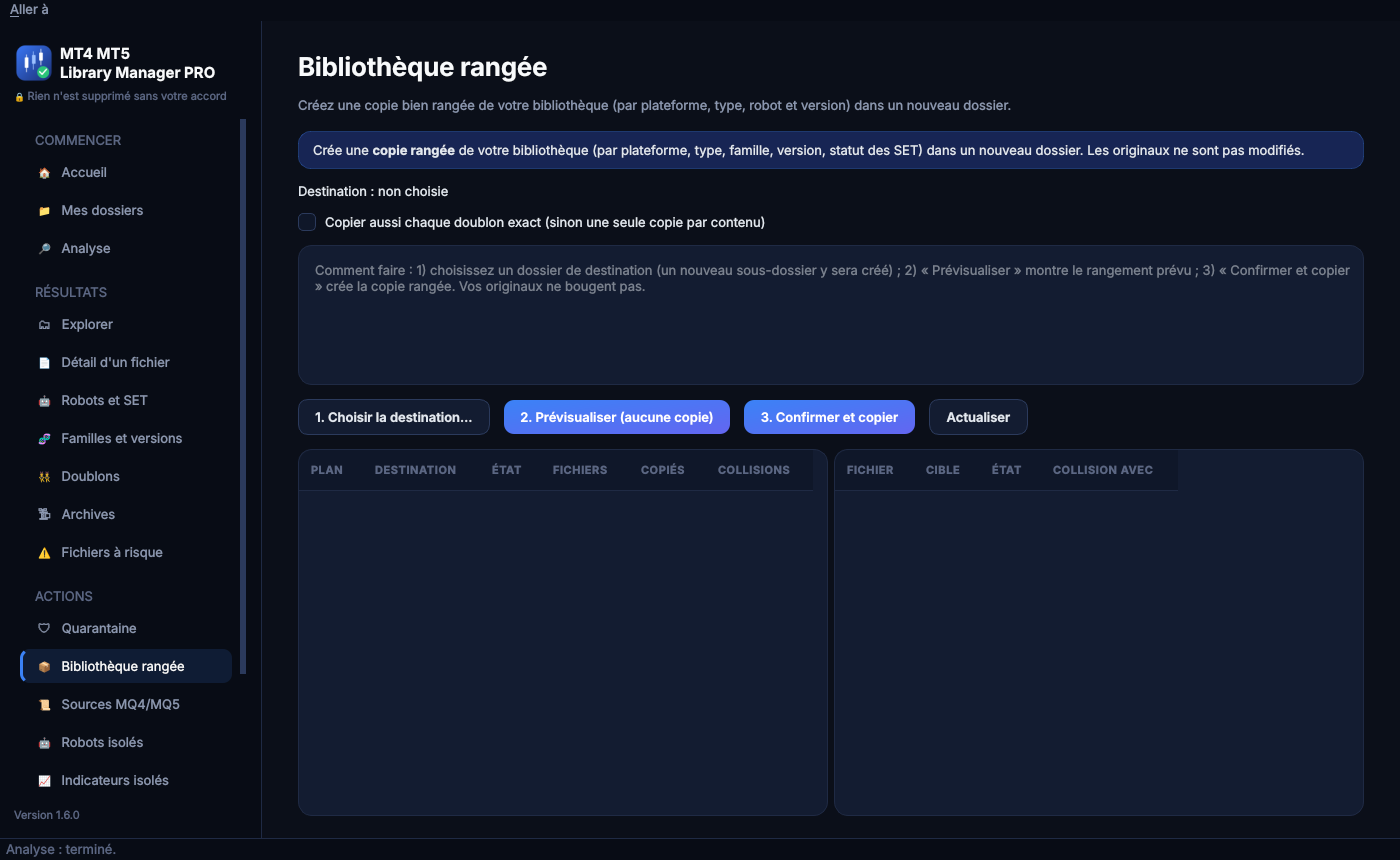 Aller à
MT4 MT5
Library Manager PRO
Rien n'est supprimé sans votre accord
COMMENCER
Accueil
Mes dossiers
Analyse
RÉSULTATS
Explorer
Détail d'un fichier
Robots et SET
Familles et versions
Doublons
Archives
Fichiers à risque
ACTIONS
Quarantaine
Bibliothèque rangée
Sources MQ4/MQ5
Robots isolés
Indicateurs isolés
Version 1.6.0
Bibliothèque rangée
Créez une copie bien rangée de votre bibliothèque (par plateforme, type, robot et version) dans un nouveau dossier.
Crée une copie rangée de votre bibliothèque (par plateforme, type, famille, version, statut des SET) dans un nouveau dossier. Les originaux ne sont pas modifiés.
Destination : non choisie
Copier aussi chaque doublon exact (sinon une seule copie par contenu)
Comment faire : 1) choisissez un dossier de destination (un nouveau sous-dossier y sera créé) ; 2) « Prévisualiser » montre le rangement prévu ; 3) « Confirmer et copier
» crée la copie rangée. Vos originaux ne bougent pas.
1. Choisir la destination... 2. Prévisualiser (aucune copie) 3. Confirmer et copier Actualiser
PLAN DESTINATION ÉTAT FICHIERS COPIÉS COLLISIONS
FICHIER CIBLE ÉTAT COLLISION AVEC
Analyse : terminé.